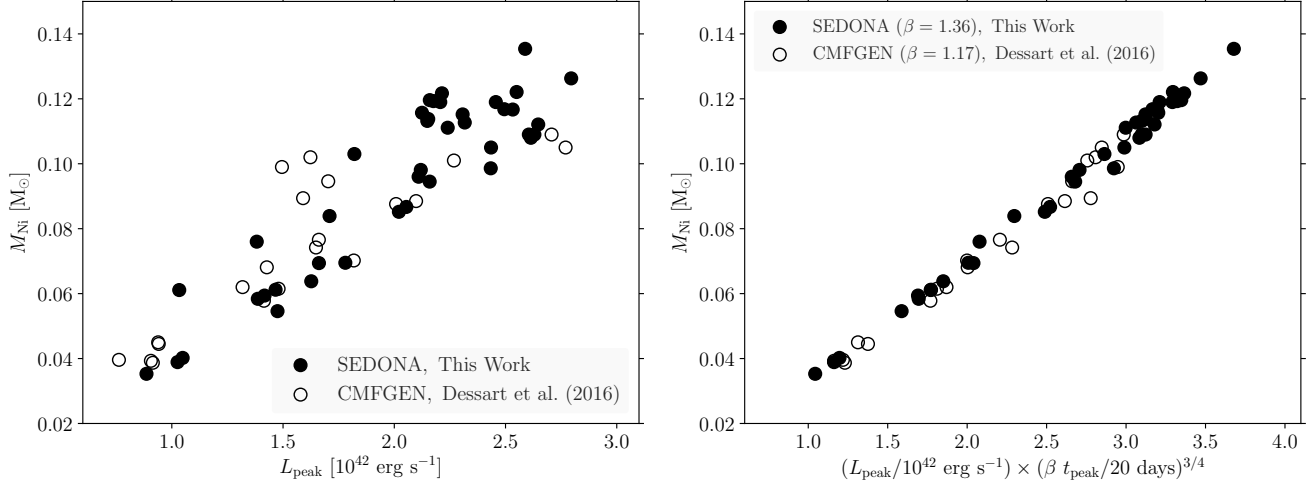 0.14
0.12
0.10
0.08
0.06
0.04
0.02
M_Ni [M_⊙]
1.0 1.5 2.0 2.5 3.0
L_peak [10^42 erg s^−1]
SEDONA, This Work
CMFGEN, Dessart et al. (2016)
0.14
0.12
0.10
0.08
0.06
0.04
0.02
M_Ni [M_⊙]
1.0 1.5 2.0 2.5 3.0 3.5 4.0
(L_peak/10^42 erg s^−1) × (β t_peak/20 days)^3/4
SEDONA (β = 1.36), This Work
CMFGEN (β = 1.17), Dessart et al. (2016)